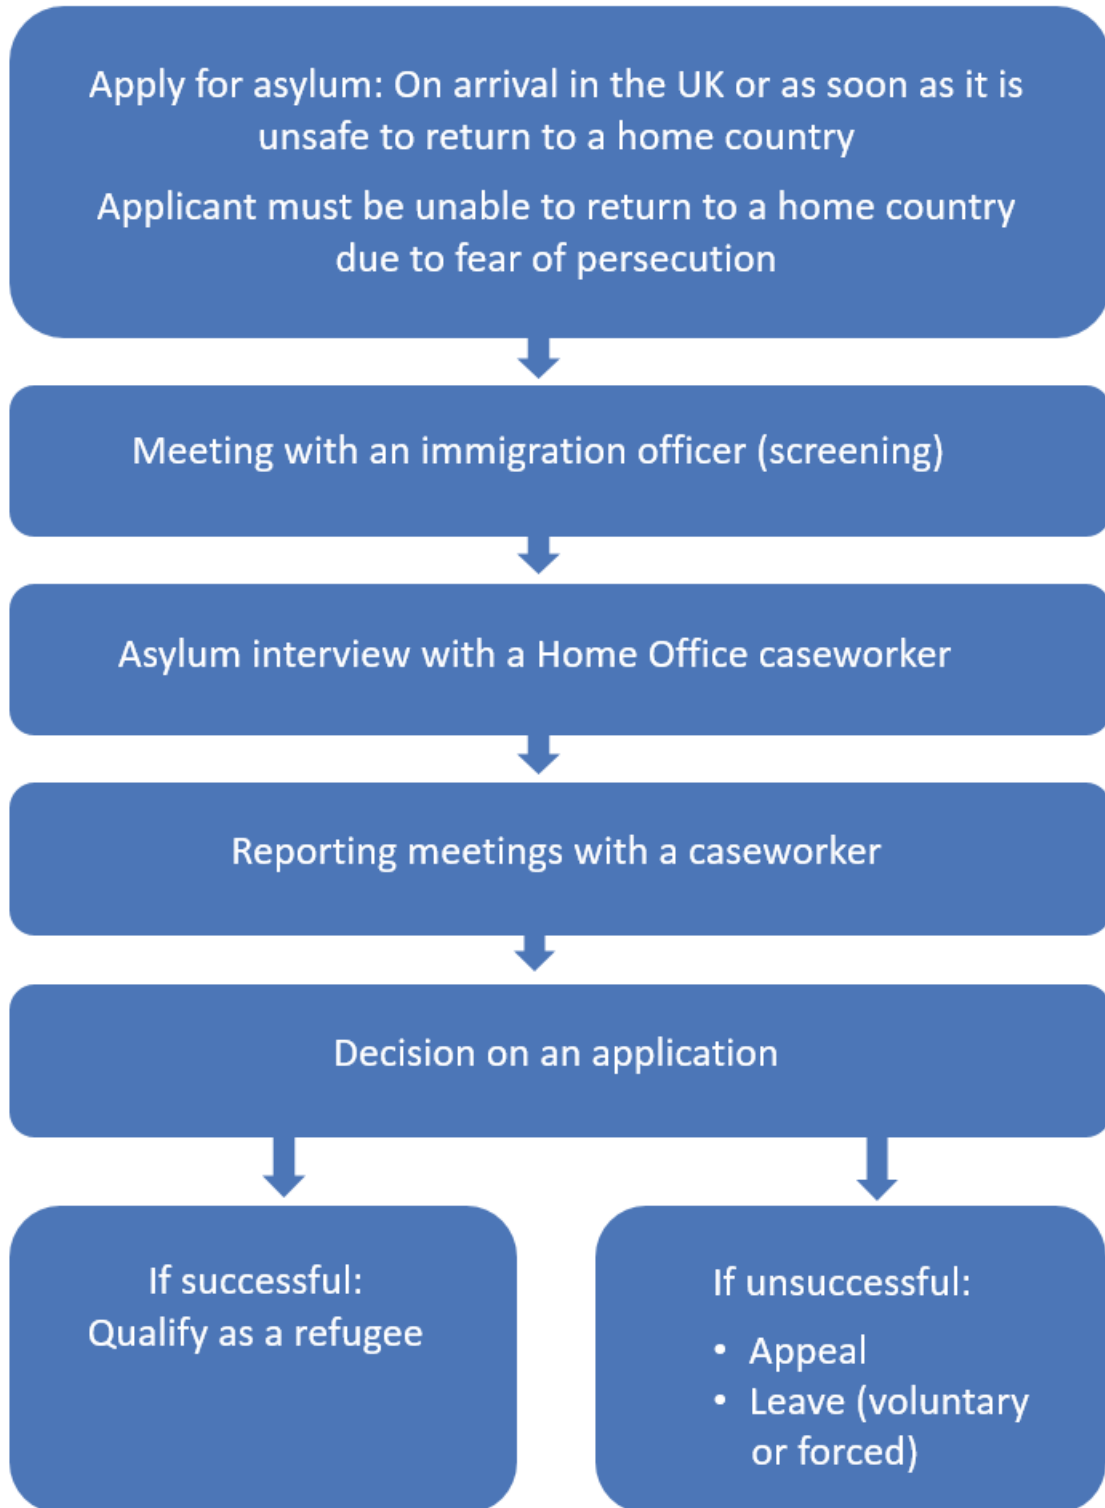 Apply for asylum: On arrival in the UK or as soon as it is
unsafe to return to a home country
Applicant must be unable to return to a home country
due to fear of persecution
Meeting with an immigration officer (screening)
Asylum interview with a Home Office caseworker
Reporting meetings with a caseworker
Decision on an application
If successful:
Qualify as a refugee
If unsuccessful:
• Appeal
• Leave (voluntary
or forced)